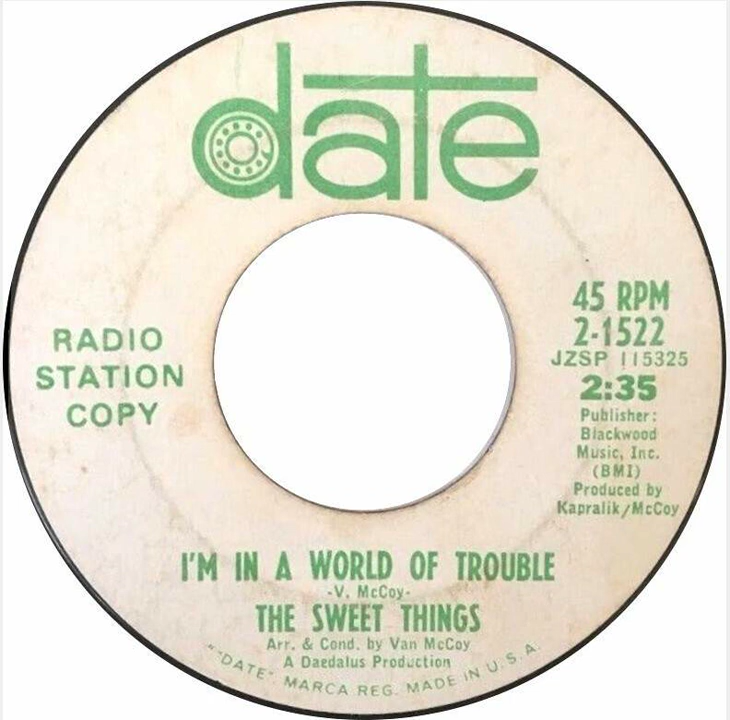 date
RADIO
STATION
COPY
45 RPM
2-1522
JZSP 115325
2:35
Publisher:
Blackwood
Music, Inc.
(BMI)
Produced by
Kapralik/McCoy
I'M IN A WORLD OF TROUBLE
-V. McCoy-
THE SWEET THINGS
Arr. & Cond. by Van McCoy
A Daedalus Production
"DATE" MARCA REG. MADE IN U.S.A.